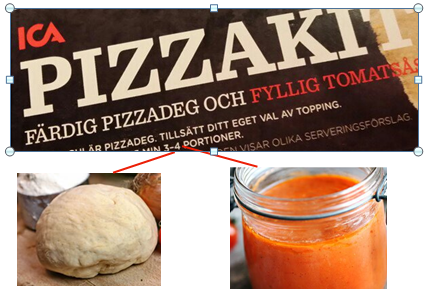 ICA
PIZZAKIT
FÄRDIG PIZZADEG OCH FYLLIG TOMATSÅS
PIZZADEG. TILLSÄTT DITT EGET VAL AV TOPPING.
MIN 3-4 PORTIONER.
VISAR OLIKA SERVERINGSFÖRSLAG